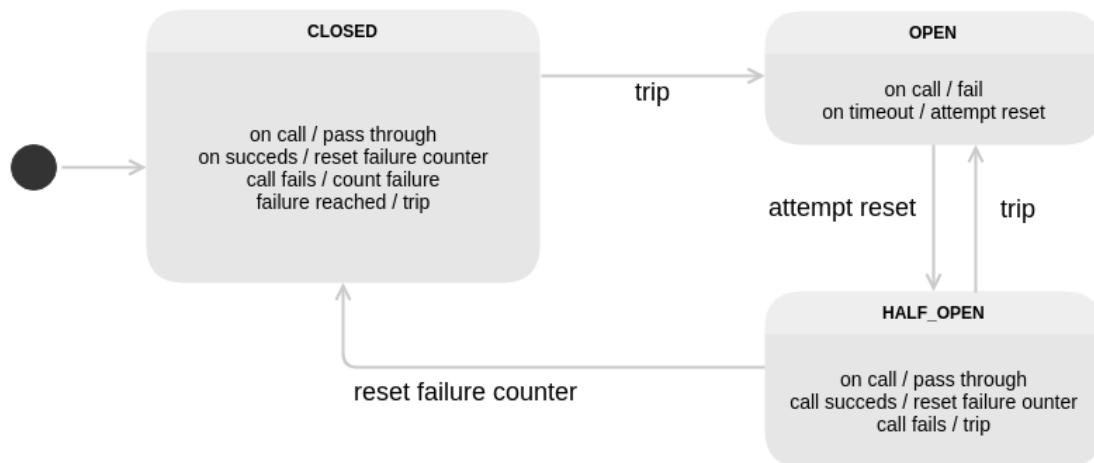 CLOSED
on call / pass through
on succeds / reset failure counter
call fails / count failure
failure reached / trip
trip
OPEN
on call / fail
on timeout / attempt reset
attempt reset
trip
HALF_OPEN
on call / pass through
call succeds / reset failure ounter
call fails / trip
reset failure counter